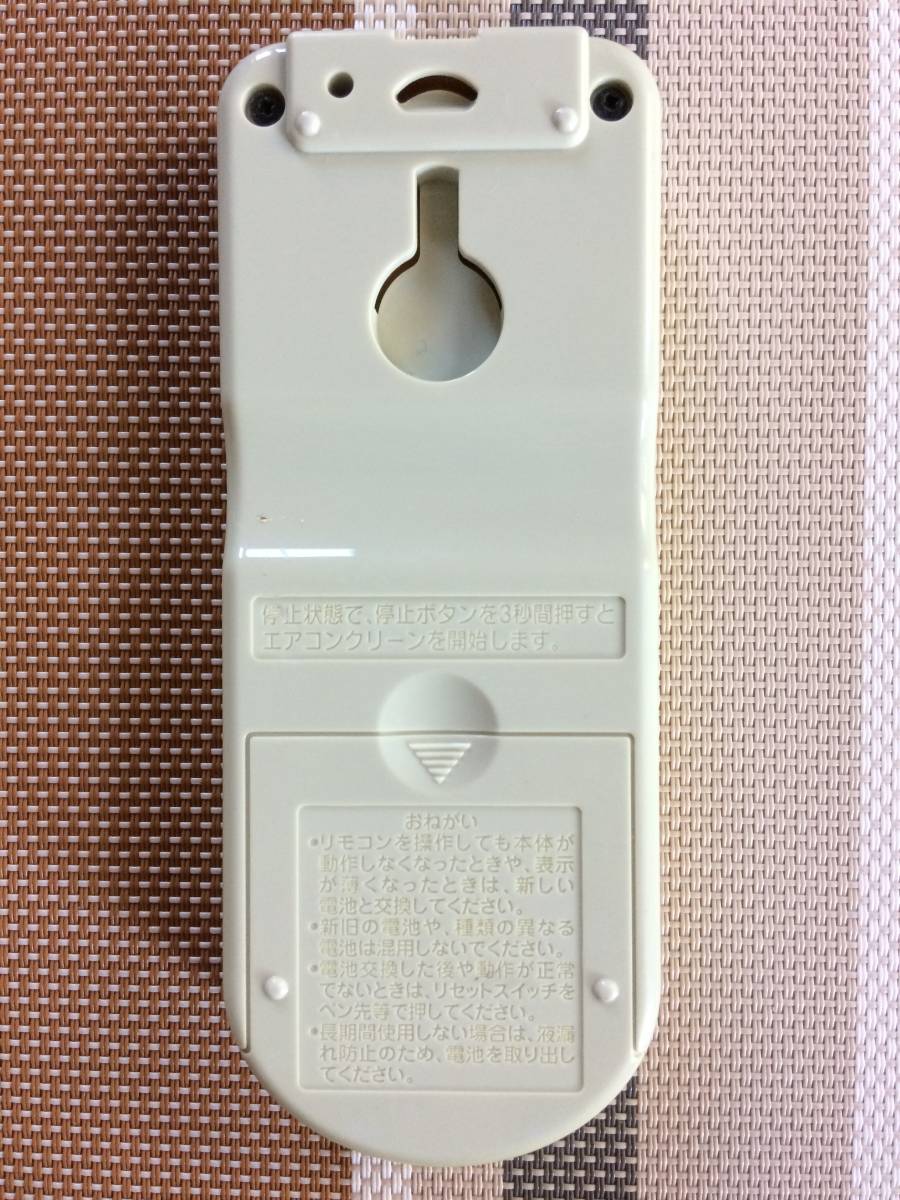 停止状態で、停止ボタンを3秒間押すと
エアコンクリーンを開始します。
おねがい
•リモコンを操作しても本体が
動作しなくなったときや、表示
が薄くなったときは、新しい
電池と交換してください。
•新旧の電池や、種類の異なる
電池は混用しないでください。
•電池交換した後や動作が正常
でないときは、リセットスイッチを
ペン先等で押してください。
•長期間使用しない場合は、液漏
れ防止のため、電池を取り出し
てください。